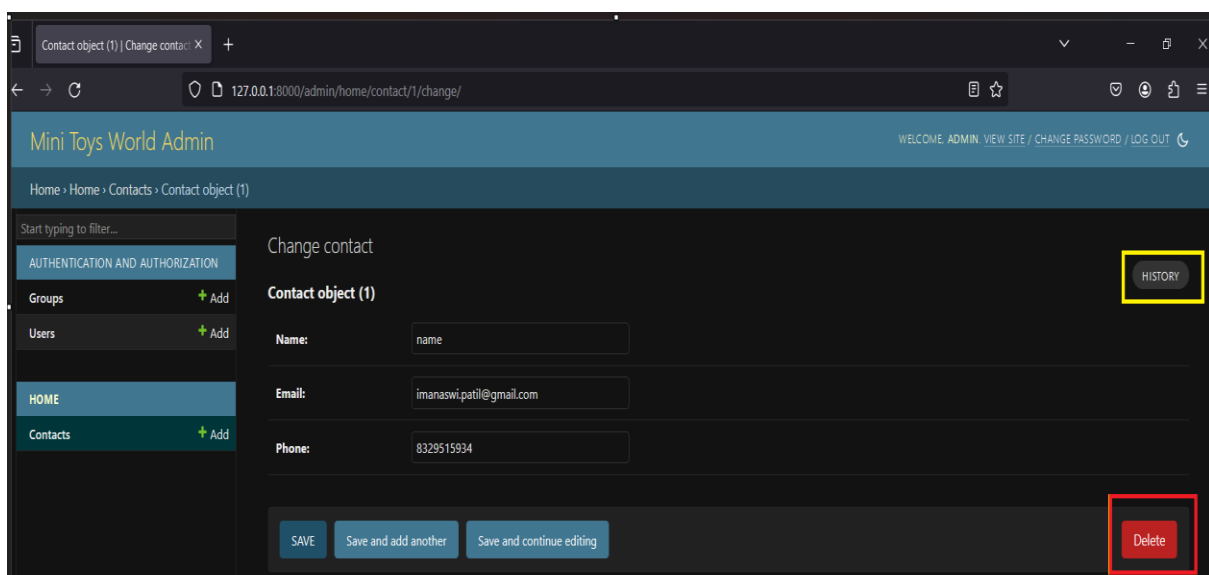 Contact object (1) | Change contac
127.0.0.1:8000/admin/home/contact/1/change/
Mini Toys World Admin
WELCOME, ADMIN. VIEW SITE / CHANGE PASSWORD / LOG OUT
Home › Home › Contacts › Contact object (1)
Start typing to filter...
AUTHENTICATION AND AUTHORIZATION
Groups + Add
Users + Add
HOME
Contacts + Add
Change contact
HISTORY
Contact object (1)
Name: name
Email: imanaswi.patil@gmail.com
Phone: 8329515934
SAVE Save and add another Save and continue editing Delete